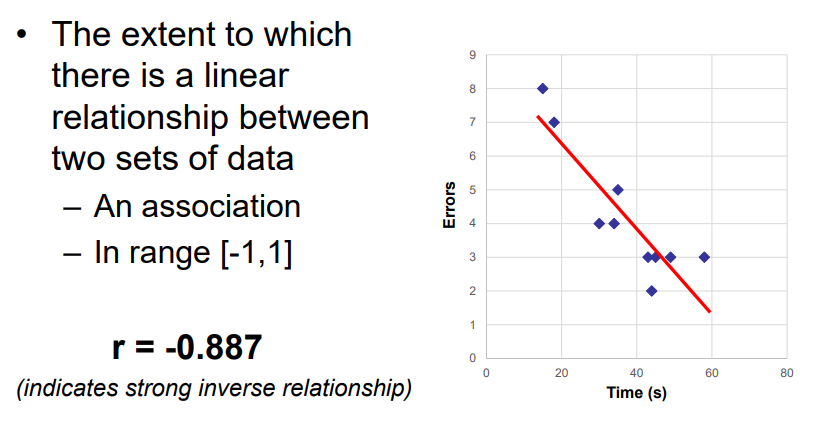 • The extent to which
there is a linear
relationship between
two sets of data
– An association
– In range [-1,1]
r = -0.887
(indicates strong inverse relationship)
9
8
7
6
5
4
3
2
1
0
Errors
0 20 40 60 80
Time (s)